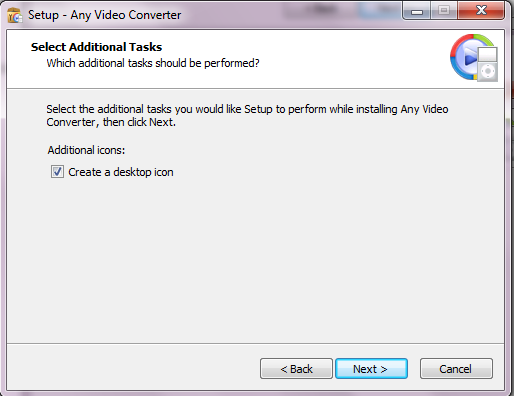 Setup - Any Video Converter
Select Additional Tasks
Which additional tasks should be performed?
Select the additional tasks you would like Setup to perform while installing Any Video
Converter, then click Next.
Additional icons:
Create a desktop icon
< Back
Next >
Cancel